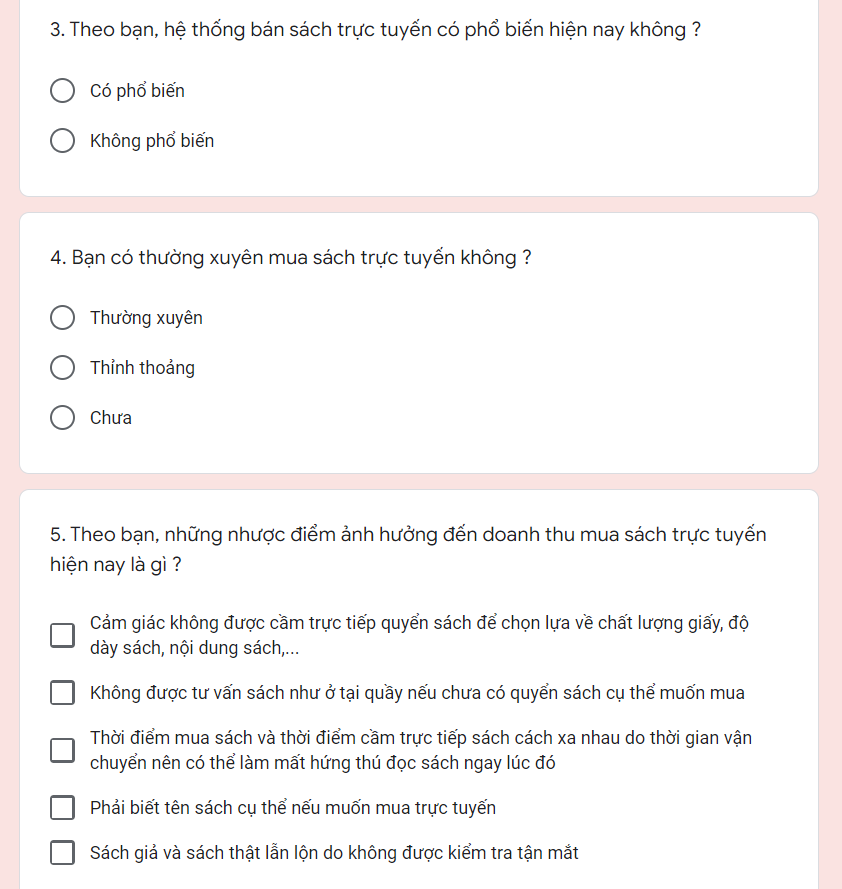 3. Theo bạn, hệ thống bán sách trực tuyến có phổ biến hiện nay không ?
Có phổ biến
Không phổ biến
4. Bạn có thường xuyên mua sách trực tuyến không ?
Thường xuyên
Thỉnh thoảng
Chưa
5. Theo bạn, những nhược điểm ảnh hưởng đến doanh thu mua sách trực tuyến
hiện nay là gì ?
Cảm giác không được cầm trực tiếp quyển sách để chọn lựa về chất lượng giấy, độ
dày sách, nội dung sách,...
Không được tư vấn sách như ở tại quầy nếu chưa có quyển sách cụ thể muốn mua
Thời điểm mua sách và thời điểm cầm trực tiếp sách cách xa nhau do thời gian vận
chuyển nên có thể làm mất hứng thú đọc sách ngay lúc đó
Phải biết tên sách cụ thể nếu muốn mua trực tuyến
Sách giả và sách thật lẫn lộn do không được kiểm tra tận mắt